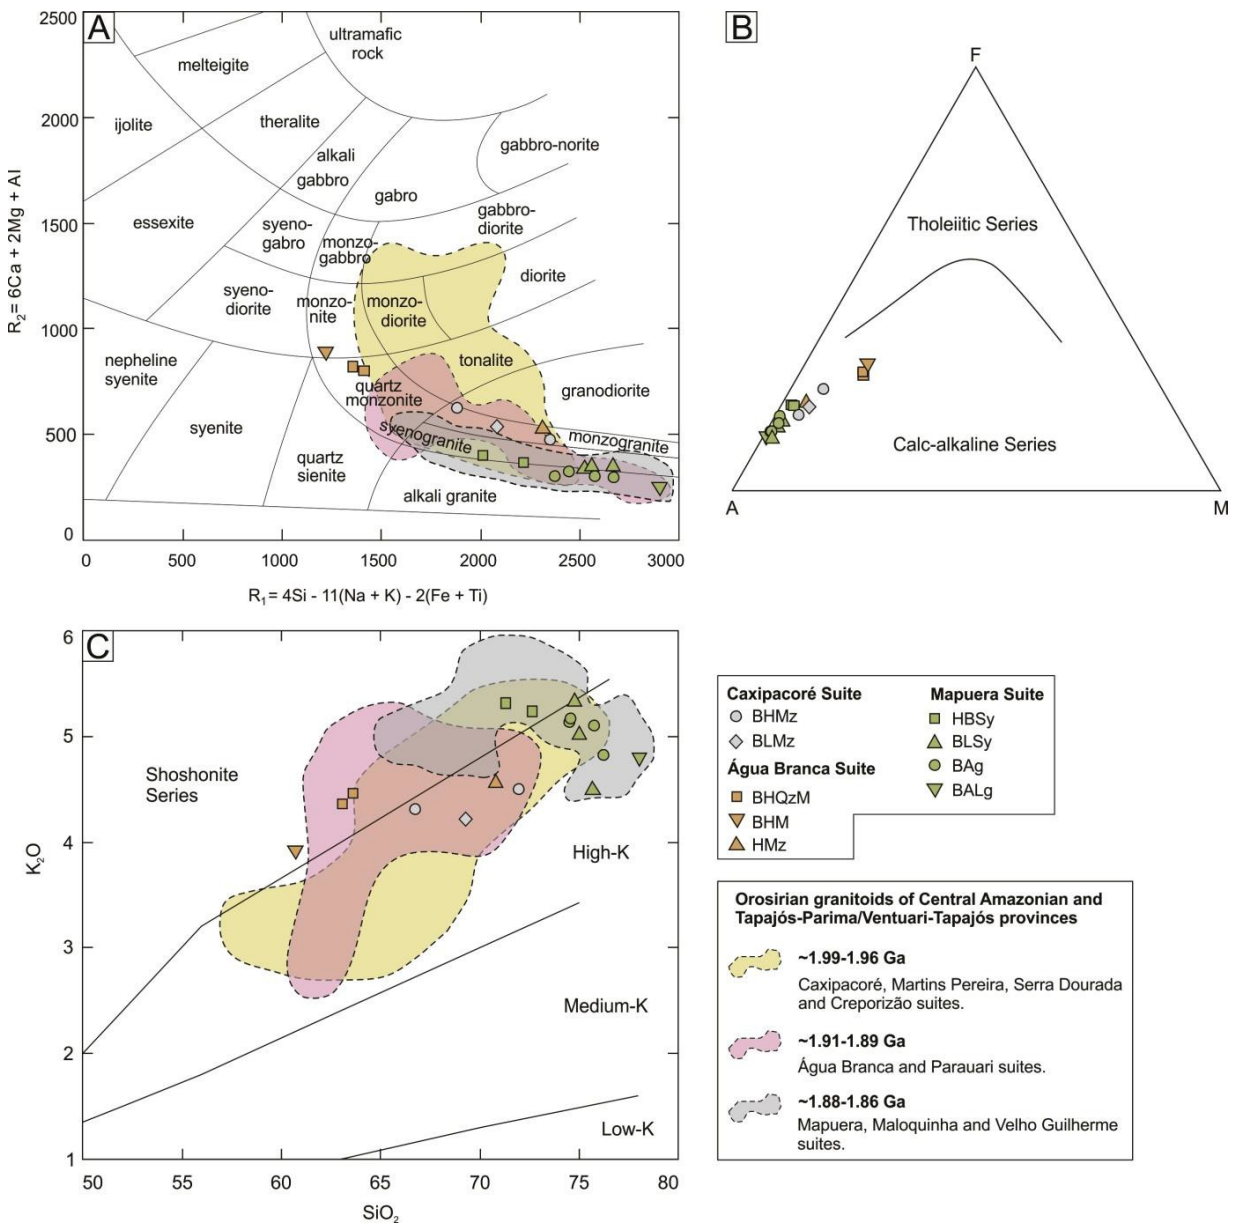 A
2500
2000
1500
1000
500
0
R2= 6Ca + 2Mg + Al
ultramafic
rock
melteigite
ijolite
theralite
alkali
gabbro
gabbro-norite
gabro
essexite
syeno-
gabro
monzo-
gabbro
gabbro-
diorite
syeno-
diorite
monzo-
nite
monzo-
diorite
diorite
nepheline
syenite
tonalite
quartz
monzonite
granodiorite
syenite
syenogranite
monzogranite
quartz
sienite
alkali granite
0
500
1000
1500
2000
2500
3000
R1= 4Si - 11(Na + K) - 2(Fe + Ti)
B
F
Tholeiitic Series
Calc-alkaline Series
A
M
C
6
5
4
3
2
1
K2O
Shoshonite
Series
High-K
Medium-K
Low-K
50
55
60
65
70
75
80
SiO2
Caxipacoré Suite
BHMz
BLMz
Água Branca Suite
BHQzM
BHM
HMz
Mapuera Suite
HBSy
BLSy
BAg
BALg
Orosirian granitoids of Central Amazonian and
Tapajós-Parima/Ventuari-Tapajós provinces
~1.99-1.96 Ga
Caxipacoré, Martins Pereira, Serra Dourada
and Creporizão suites.
~1.91-1.89 Ga
Água Branca and Parauari suites.
~1.88-1.86 Ga
Mapuera, Maloquinha and Velho Guilherme
suites.